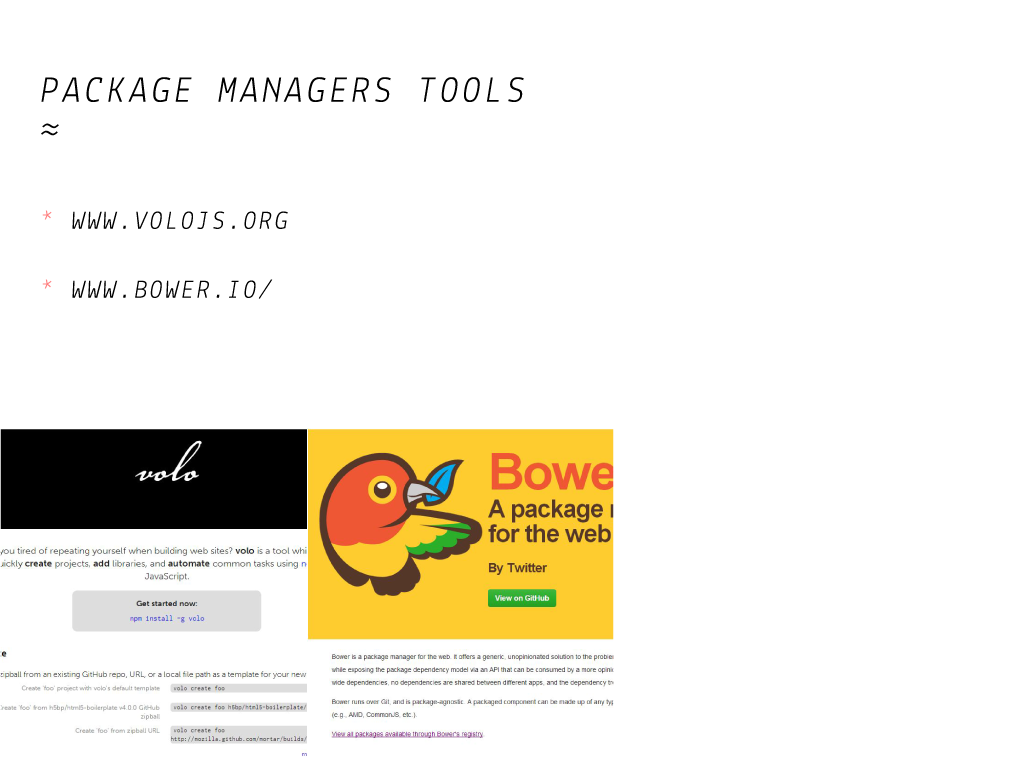 PACKAGE MANAGERS TOOLS
≈
* WWW.VOLOJS.ORG
* WWW.BOWER.IO/
volo
you tired of repeating yourself when building web sites? volo is a tool whi
uickly create projects, add libraries, and automate common tasks using n
JavaScript.
Get started now:
npm install -g volo
e
zipball from an existing GitHub repo, URL, or a local file path as a template for your new
Create 'foo' project with volo's default template volo create foo
reate 'foo' from h5bp/html5-boilerplate v4.0.0 GitHub volo create foo h5bp/html5-boilerplate/
zipball
Create 'foo' from zipball URL volo create foo
http://mozilla.github.com/mortar/builds/
m
Bowe
A package
for the web
By Twitter
View on GitHub
Bower is a package manager for the web. It offers a generic, unopinionated solution to the proble
while exposing the package dependency model via an API that can be consumed by a more opini
wide dependencies, no dependencies are shared between different apps, and the dependency tr
Bower runs over Git, and is package-agnostic. A packaged component can be made up of any typ
(e.g., AMD, CommonJS, etc.).
View all packages available through Bower's registry.